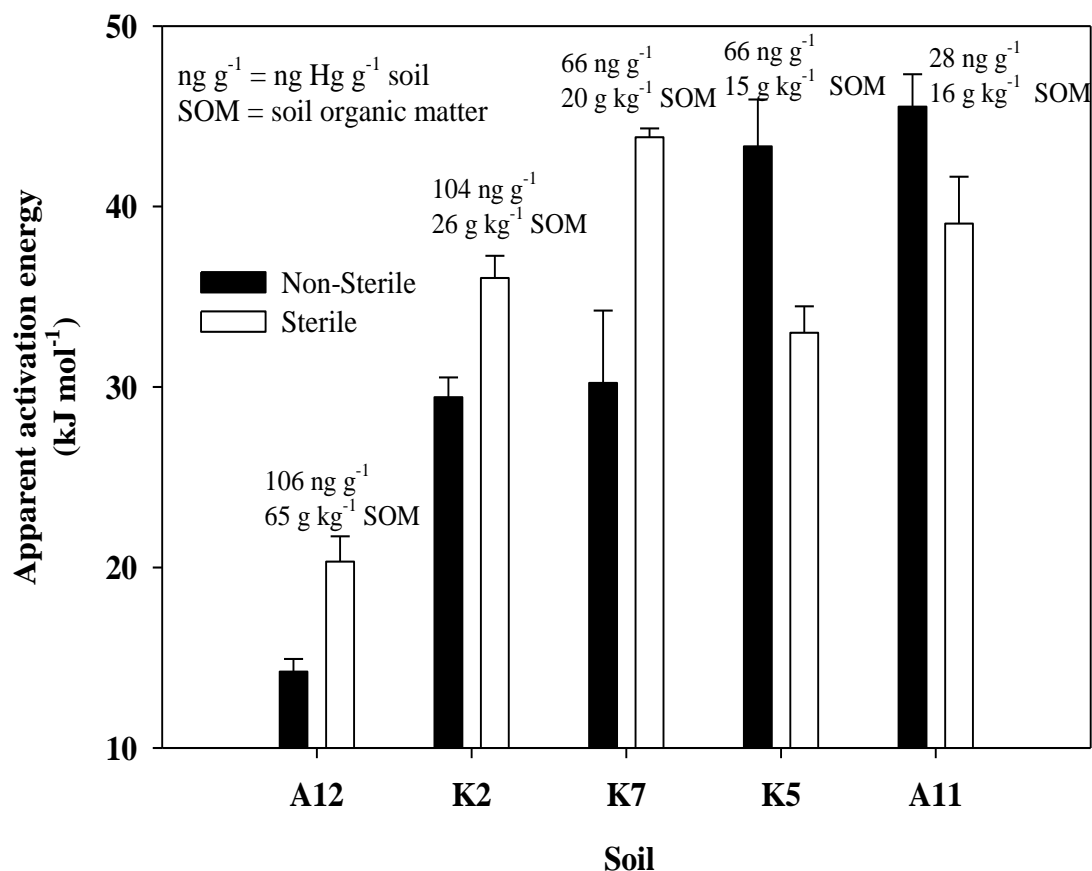 50
40
30
20
10
Apparent activation energy
(kJ mol⁻¹)
ng g⁻¹ = ng Hg g⁻¹ soil
SOM = soil organic matter
Non-Sterile
Sterile
106 ng g⁻¹
65 g kg⁻¹ SOM
104 ng g⁻¹
26 g kg⁻¹ SOM
66 ng g⁻¹
20 g kg⁻¹ SOM
66 ng g⁻¹
15 g kg⁻¹ SOM
28 ng g⁻¹
16 g kg⁻¹ SOM
A12 K2 K7 K5 A11
Soil